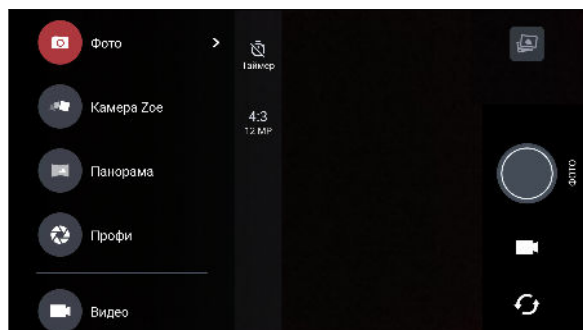 Фото
Камера Zoe
Панорама
Профи
Видео
Таймер
4:3
12 MP
ФОТО